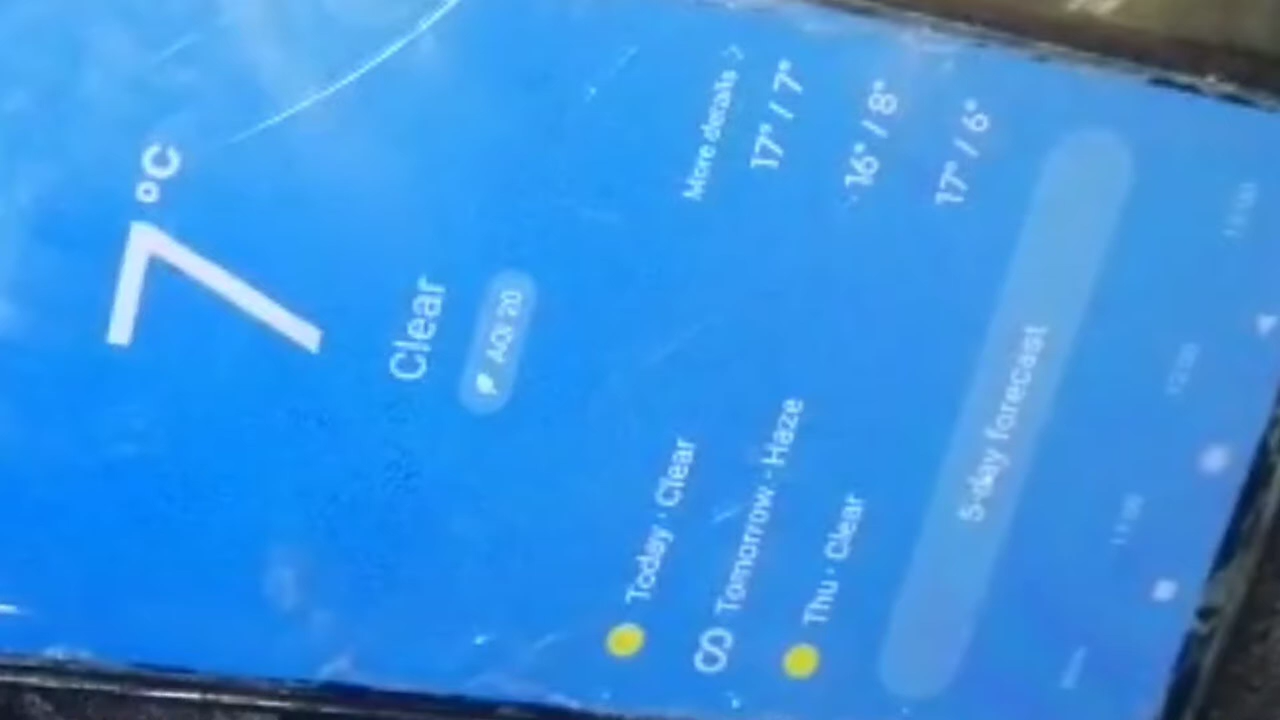 7°C
Clear
AQI 20
More details >
Today · Clear 17° / 7°
Tomorrow · Haze 16° / 8°
Thu · Clear 17° / 6°
5-day forecast